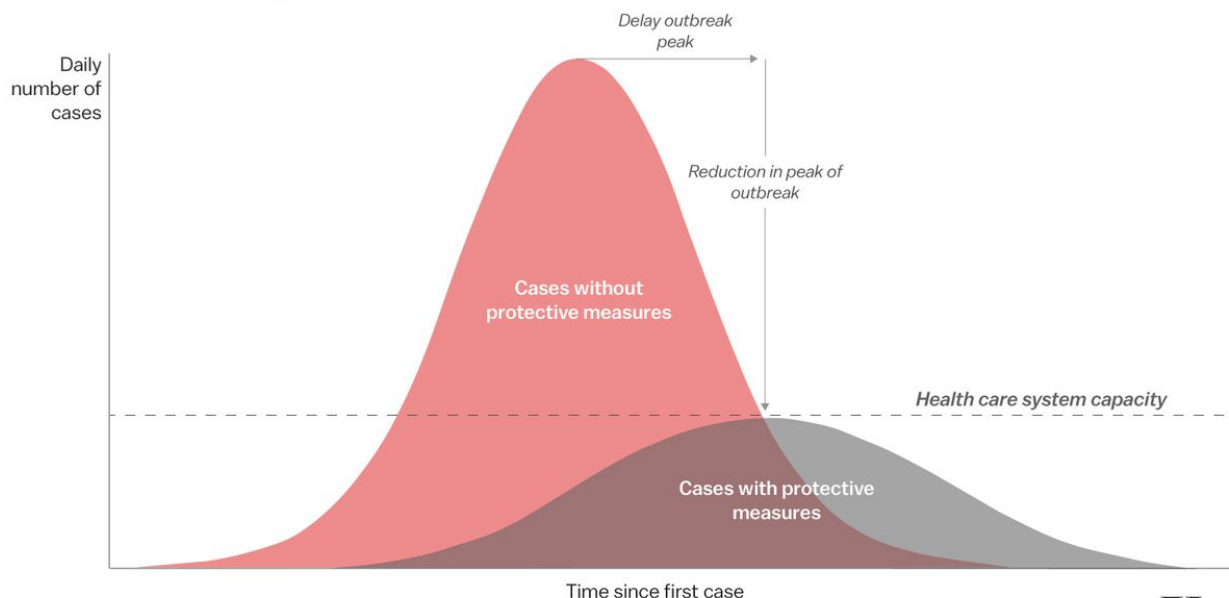 Delay outbreak
peak
Daily
number of
cases
Reduction in peak of
outbreak
Cases without
protective measures
Health care system capacity
Cases with protective
measures
Time since first case